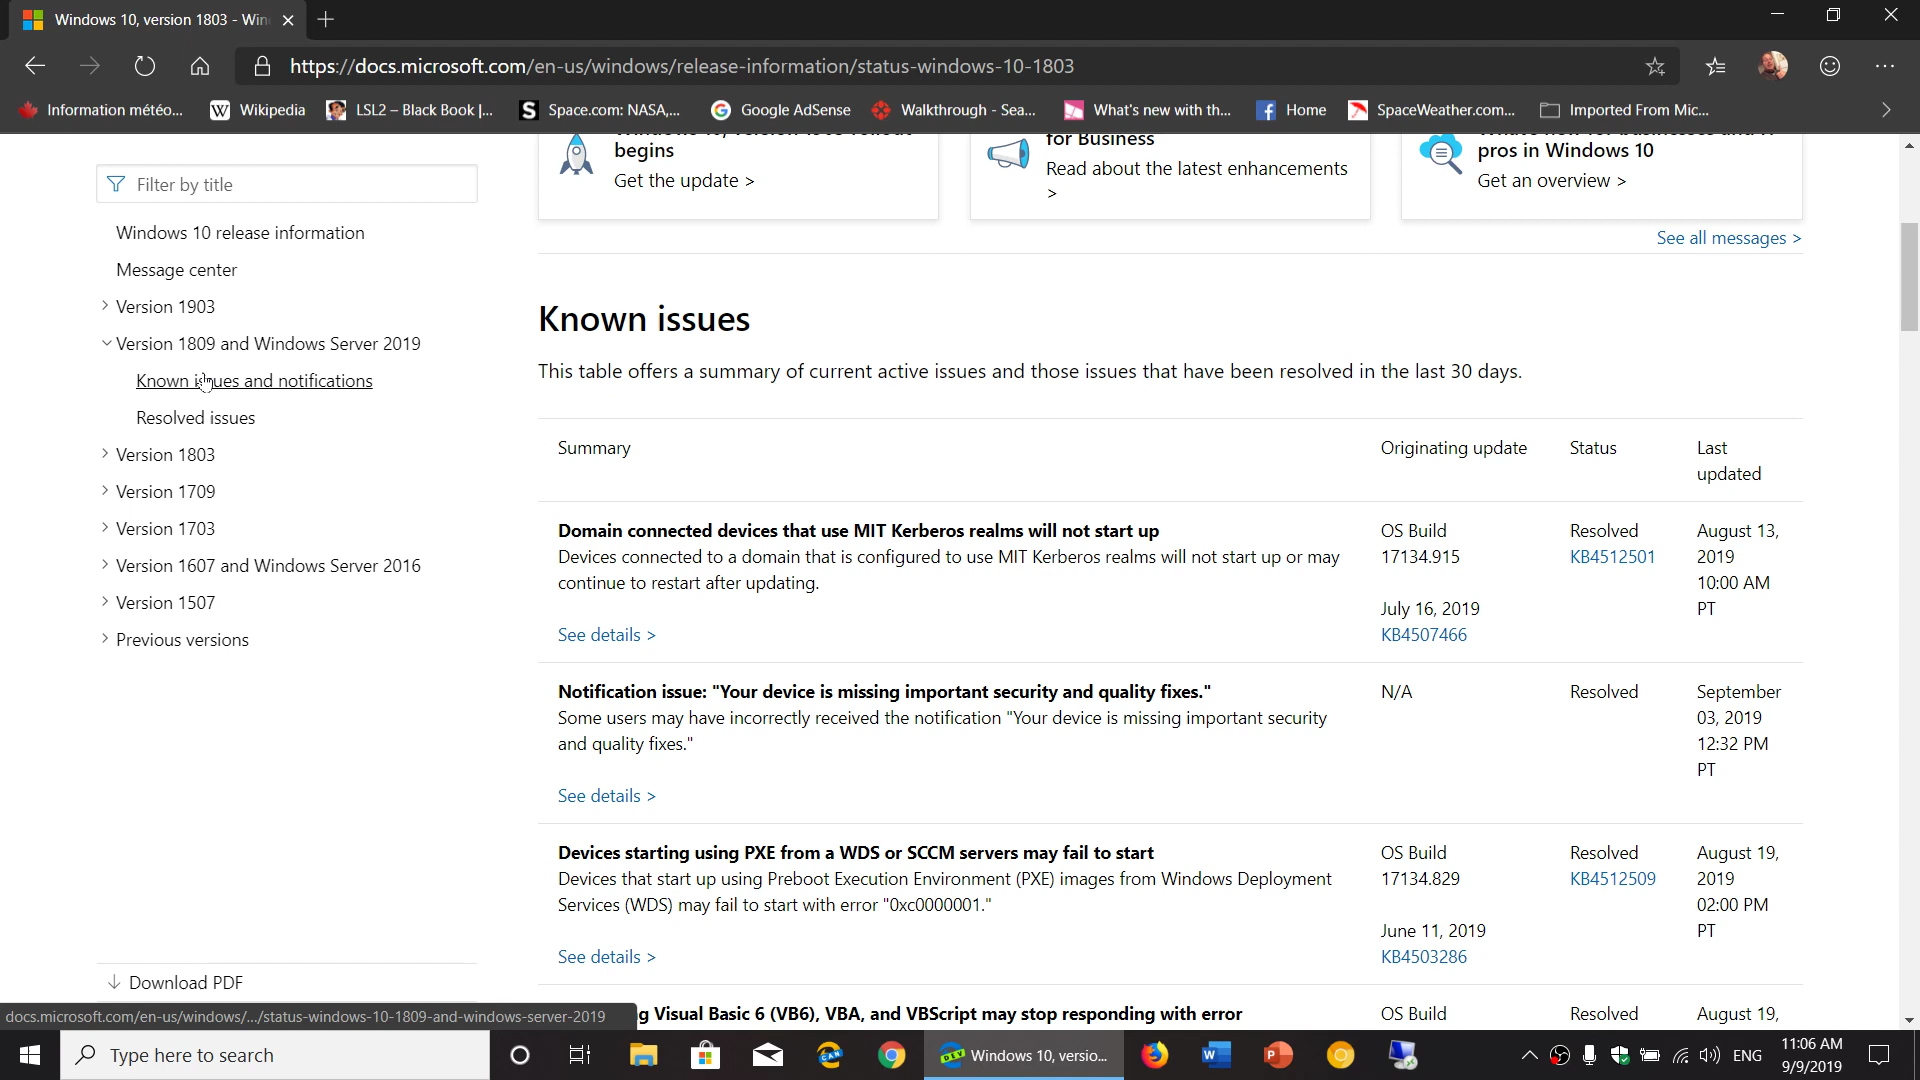 Windows 10, version 1803 - Win
https://docs.microsoft.com/en-us/windows/release-information/status-windows-10-1803
Information météo... Wikipedia LSL2 – Black Book |... Space.com: NASA,... Google AdSense Walkthrough - Sea... What's new with th... Home SpaceWeather.com... Imported From Mic...
begins
Get the update >
for Business
Read about the latest enhancements
>
pros in Windows 10
Get an overview >
See all messages >
Filter by title
Windows 10 release information
Message center
Version 1903
Version 1809 and Windows Server 2019
Known issues and notifications
Resolved issues
Version 1803
Version 1709
Version 1703
Version 1607 and Windows Server 2016
Version 1507
Previous versions
Download PDF
Known issues
This table offers a summary of current active issues and those issues that have been resolved in the last 30 days.
Summary Originating update Status Last
updated
Domain connected devices that use MIT Kerberos realms will not start up OS Build Resolved August 13,
Devices connected to a domain that is configured to use MIT Kerberos realms will not start up or may 17134.915 KB4512501 2019
continue to restart after updating. 10:00 AM
July 16, 2019 PT
See details > KB4507466
Notification issue: "Your device is missing important security and quality fixes." N/A Resolved September
Some users may have incorrectly received the notification "Your device is missing important security 03, 2019
and quality fixes." 12:32 PM
PT
See details >
Devices starting using PXE from a WDS or SCCM servers may fail to start OS Build Resolved August 19,
Devices that start up using Preboot Execution Environment (PXE) images from Windows Deployment 17134.829 KB4512509 2019
Services (WDS) may fail to start with error "0xc0000001." 02:00 PM
June 11, 2019 PT
See details > KB4503286
g Visual Basic 6 (VB6), VBA, and VBScript may stop responding with error OS Build Resolved August 19,
docs.microsoft.com/en-us/windows/.../status-windows-10-1809-and-windows-server-2019
Type here to search
CAN
DEV
Windows 10, versio...
ENG
11:06 AM
9/9/2019